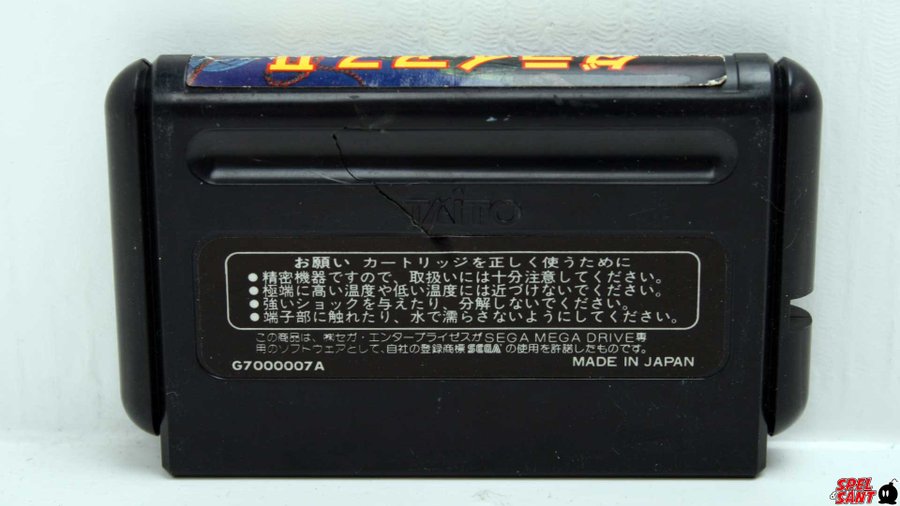 ダライアスⅡ
TAITO
お願い カートリッジを正しく使うために
●精密機器ですので、取扱いには十分注意してください。
●極端に高い温度や低い温度には近づけないでください。
●強いショックを与えたり、分解しないでください。
●端子部に触れたり、水で濡らさないようにしてください。
この商品は、㈱セガ・エンタープライゼスがSEGA MEGA DRIVE専
用のソフトウェアとして、自社の登録商標SEGAの使用を許諾したものです。
G7000007A
MADE IN JAPAN
SPEL
SANT